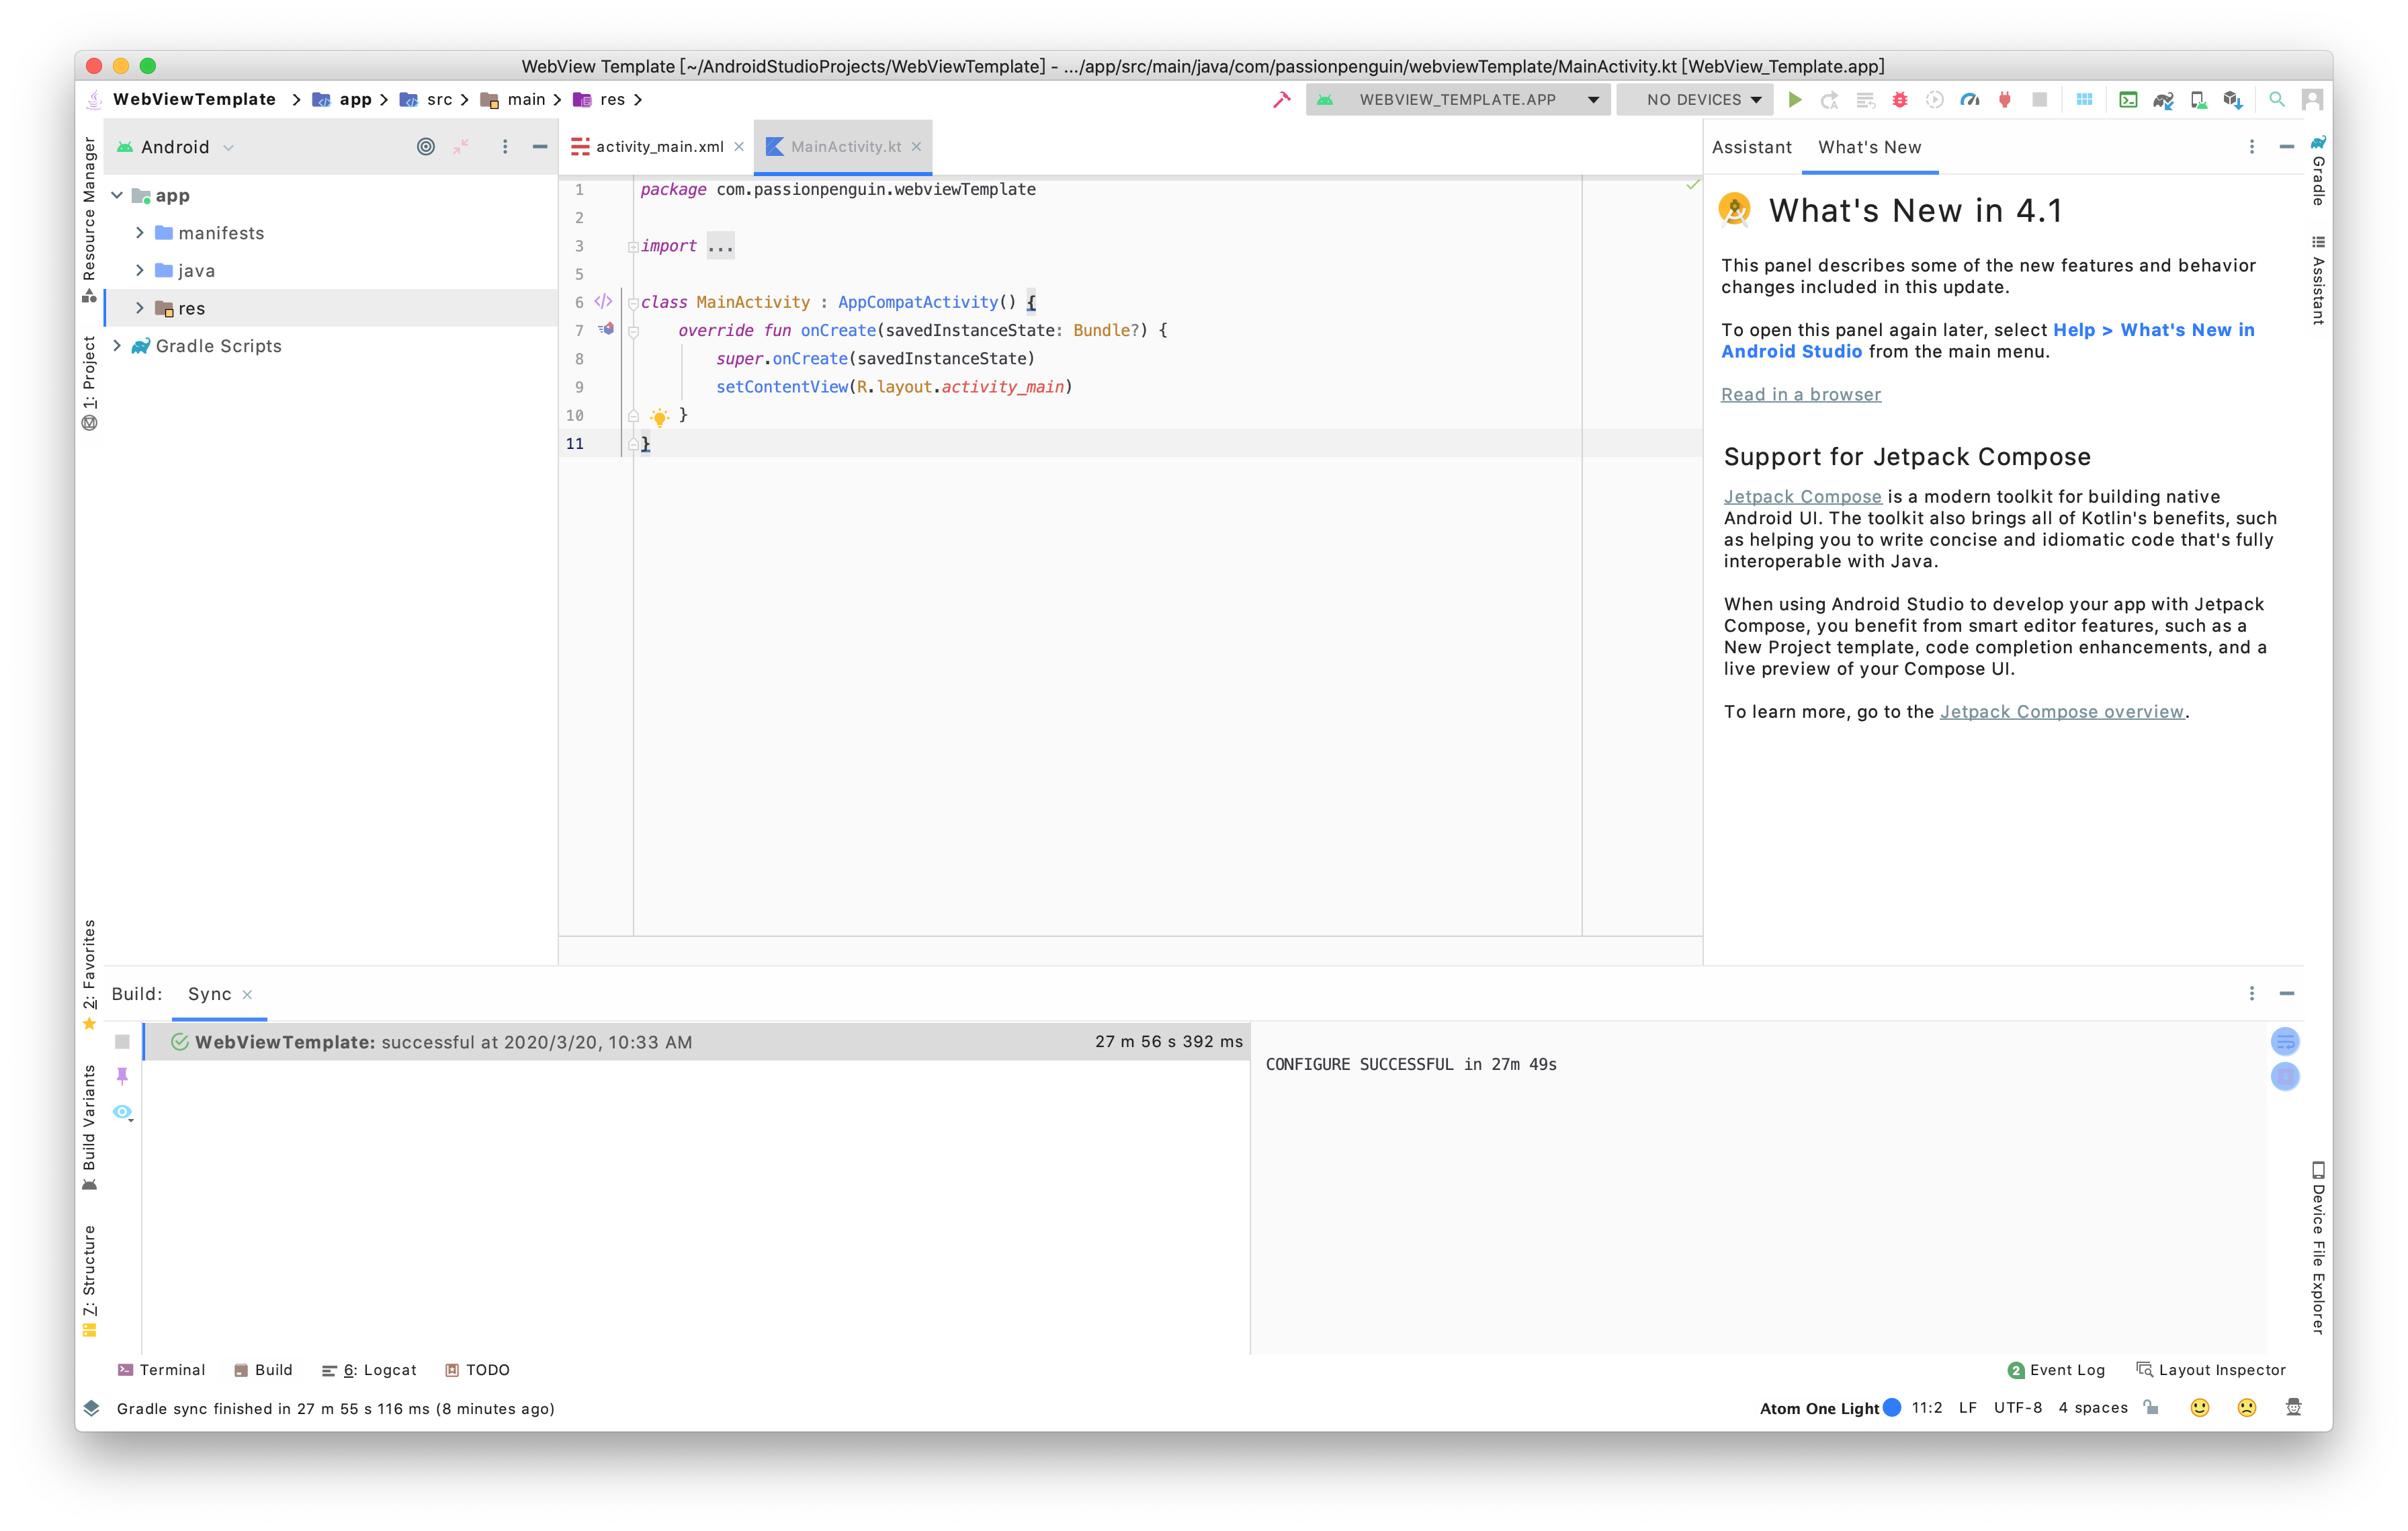 WebView Template [~/AndroidStudioProjects/WebViewTemplate] - .../app/src/main/java/com/passionpenguin/webviewTemplate/MainActivity.kt [WebView_Template.app]
WebViewTemplate app src main res
WEBVIEW_TEMPLATE.APP
NO DEVICES
Resource Manager
1: Project
2: Favorites
Build Variants
7: Structure
Android
app
manifests
java
res
Gradle Scripts
activity_main.xml
MainActivity.kt
1 package com.passionpenguin.webviewTemplate
2
3 import ...
5
6 class MainActivity : AppCompatActivity() {
7 override fun onCreate(savedInstanceState: Bundle?) {
8 super.onCreate(savedInstanceState)
9 setContentView(R.layout.activity_main)
10 }
11 }
Assistant What's New
What's New in 4.1
This panel describes some of the new features and behavior
changes included in this update.
To open this panel again later, select Help > What's New in
Android Studio from the main menu.
Read in a browser
Support for Jetpack Compose
Jetpack Compose is a modern toolkit for building native
Android UI. The toolkit also brings all of Kotlin's benefits, such
as helping you to write concise and idiomatic code that's fully
interoperable with Java.
When using Android Studio to develop your app with Jetpack
Compose, you benefit from smart editor features, such as a
New Project template, code completion enhancements, and a
live preview of your Compose UI.
To learn more, go to the Jetpack Compose overview.
Gradle
Assistant
Device File Explorer
Build: Sync
WebViewTemplate: successful at 2020/3/20, 10:33 AM 27 m 56 s 392 ms
CONFIGURE SUCCESSFUL in 27m 49s
Terminal Build 6: Logcat TODO
2 Event Log Layout Inspector
Gradle sync finished in 27 m 55 s 116 ms (8 minutes ago)
Atom One Light 11:2 LF UTF-8 4 spaces